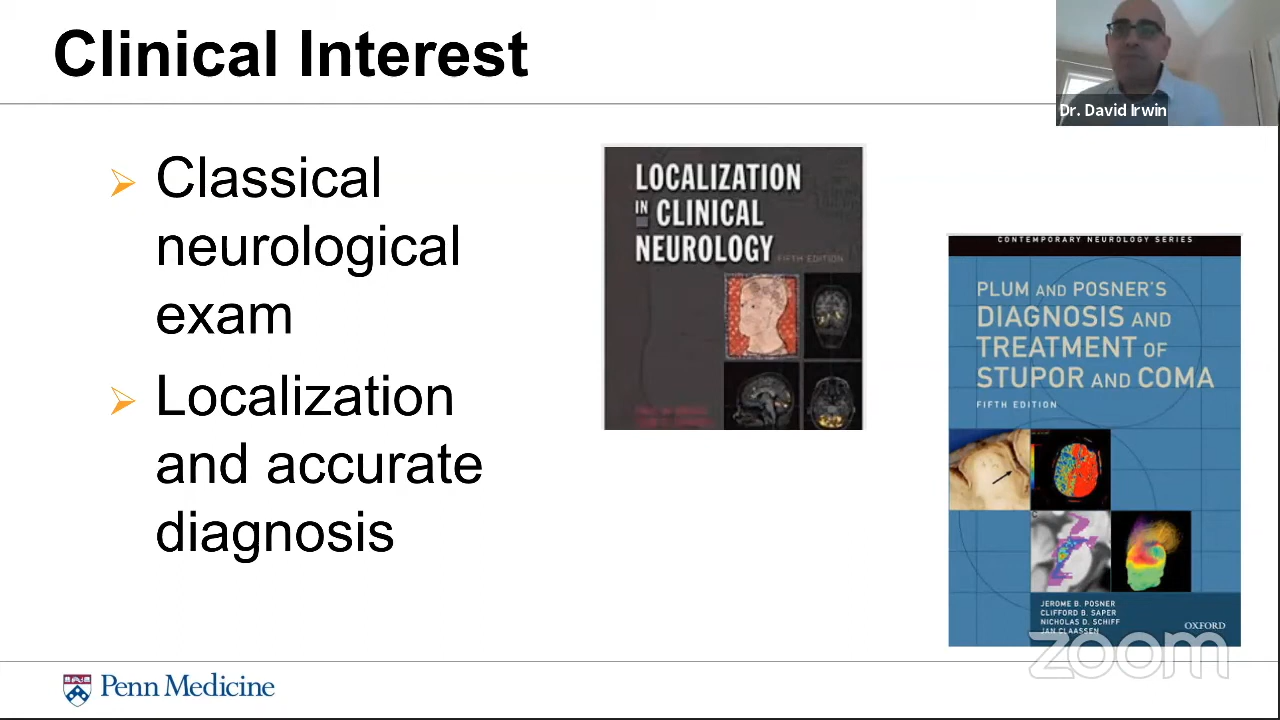 Clinical Interest
Dr. David Irwin
➢ Classical
neurological
exam
➢ Localization
and accurate
diagnosis
LOCALIZATION
IN CLINICAL
NEUROLOGY
FIFTH EDITION
CONTEMPORARY NEUROLOGY SERIES
PLUM AND POSNER'S
DIAGNOSIS AND
TREATMENT OF
STUPOR AND COMA
FIFTH EDITION
JEROME B. POSNER
CLIFFORD B. SAPER
NICHOLAS D. SCHIFF
JAN CLAASSEN
OXFORD
zoom
Penn Medicine